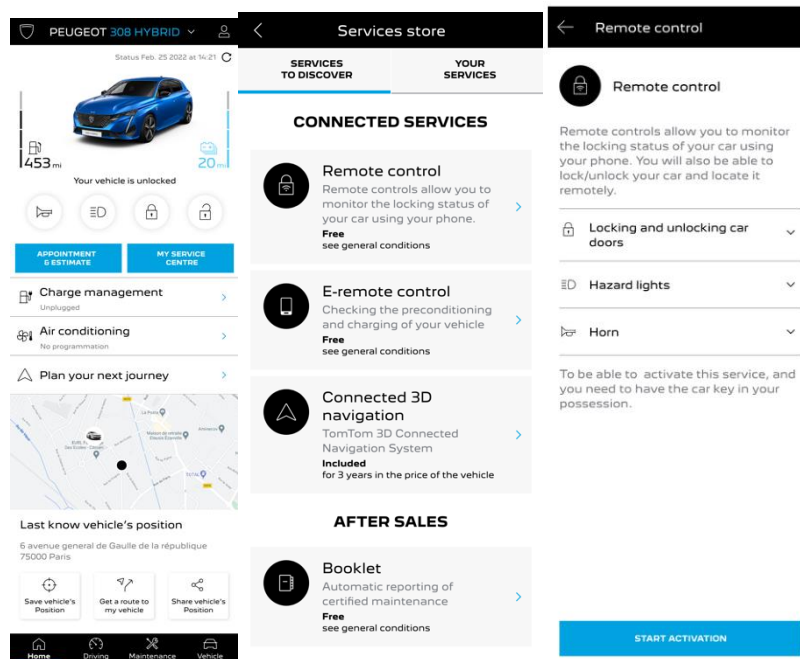 PEUGEOT 308 HYBRID
Status Feb. 25 2022 at 14:21
453 mi
20 mi
Your vehicle is unlocked
APPOINTMENT
& ESTIMATE
MY SERVICE
CENTRE
Charge management
Unplugged
Air conditioning
No programmation
Plan your next journey
La Poste
TOTAL
Last know vehicle's position
6 avenue general de Gaulle de la république
75000 Paris
Save vehicle's
Position
Get a route to
my vehicle
Share vehicle's
Position
Home
Driving
Maintenance
Vehicle
Services store
SERVICES
TO DISCOVER
YOUR
SERVICES
CONNECTED SERVICES
Remote control
Remote controls allow you to
monitor the locking status of
your car using your phone.
Free
see general conditions
E-remote control
Checking the preconditioning
and charging of your vehicle
Free
see general conditions
Connected 3D
navigation
TomTom 3D Connected
Navigation System
Included
for 3 years in the price of the vehicle
AFTER SALES
Booklet
Automatic reporting of
certified maintenance
Free
see general conditions
Remote control
Remote control
Remote controls allow you to monitor
the locking status of your car using
your phone. You will also be able to
lock/unlock your car and locate it
remotely.
Locking and unlocking car
doors
Hazard lights
Horn
To be able to activate this service, and
you need to have the car key in your
possession.
START ACTIVATION